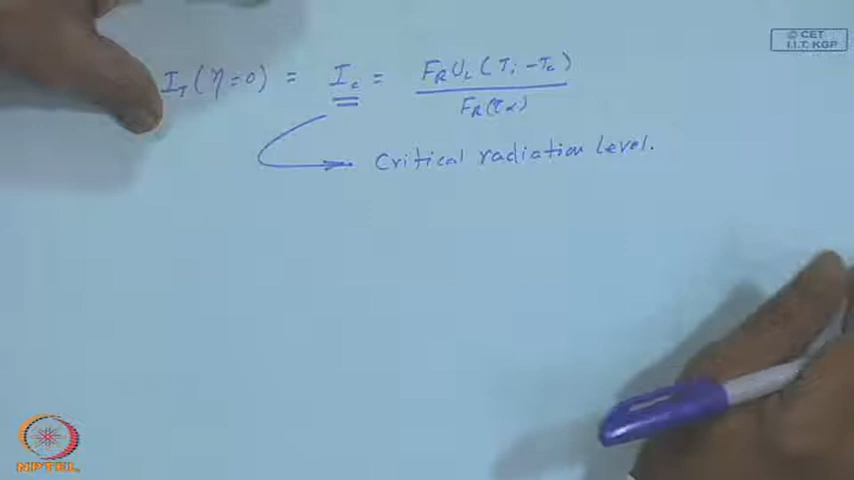 © CET
I.I.T. KGP
I_T (η=0) = I_c = F_R U_L (T_i - T_a) / F_R(τα)
Critical radiation Level.
NPTEL